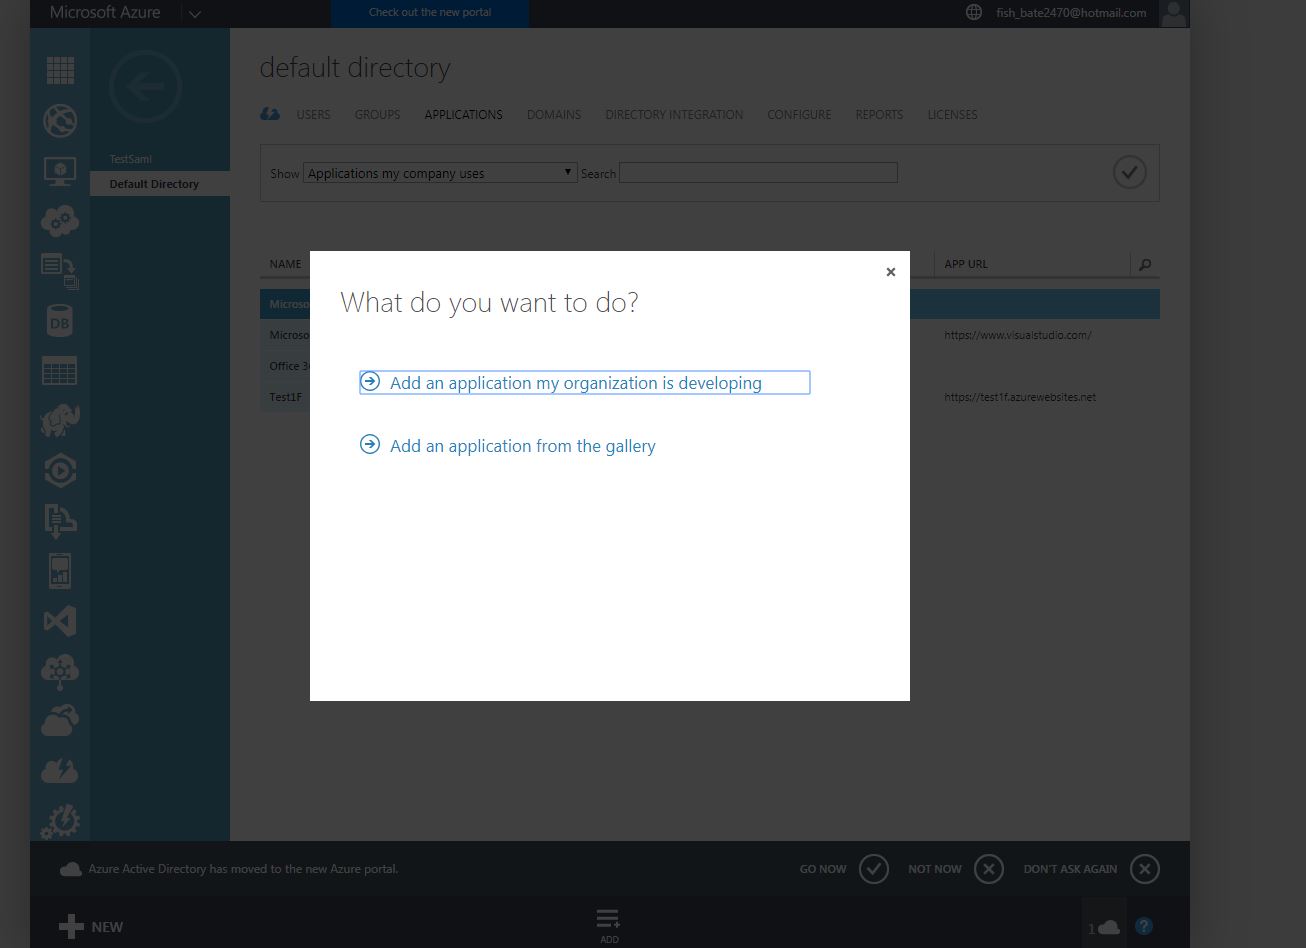 Microsoft Azure
Check out the new portal
fish_bate2470@hotmail.com
default directory
USERS GROUPS APPLICATIONS DOMAINS DIRECTORY INTEGRATION CONFIGURE REPORTS LICENSES
TestSaml
Default Directory
Show Applications my company uses Search
NAME APP URL
Microso
Microso https://www.visualstudio.com/
Office 3
Test1F https://test1f.azurewebsites.net
What do you want to do?
Add an application my organization is developing
Add an application from the gallery
DB
Azure Active Directory has moved to the new Azure portal. GO NOW NOT NOW DON'T ASK AGAIN
NEW ADD 1 ?